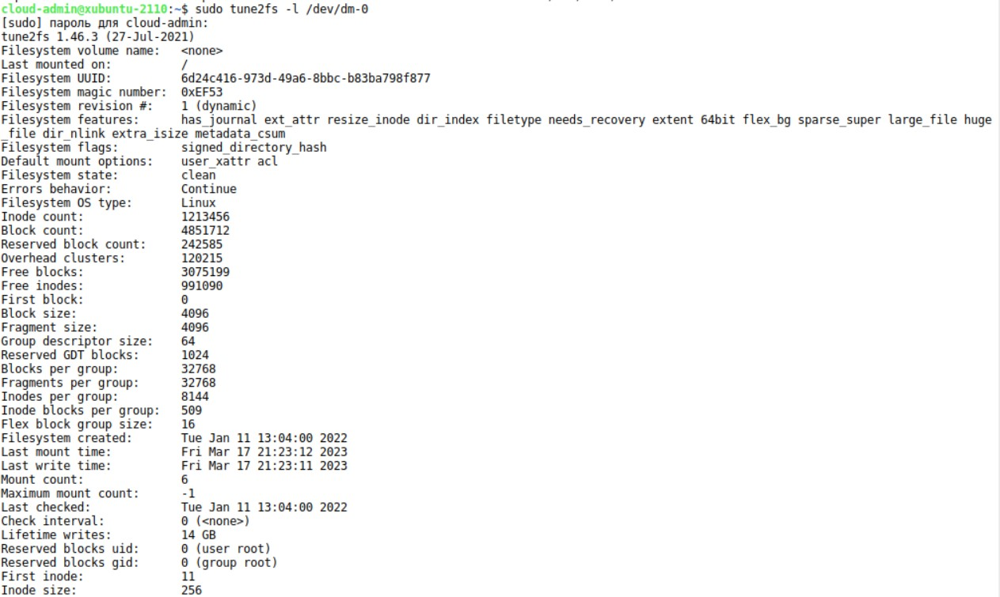 cloud-admin@xubuntu-2110:~$ sudo tune2fs -l /dev/dm-0
[sudo] пароль для cloud-admin:
tune2fs 1.46.3 (27-Jul-2021)
Filesystem volume name:   <none>
Last mounted on:          /
Filesystem UUID:          6d24c416-973d-49a6-8bbc-b83ba798f877
Filesystem magic number:  0xEF53
Filesystem revision #:    1 (dynamic)
Filesystem features:      has_journal ext_attr resize_inode dir_index filetype needs_recovery extent 64bit flex_bg sparse_super large_file huge
_file dir_nlink extra_isize metadata_csum
Filesystem flags:         signed_directory_hash
Default mount options:    user_xattr acl
Filesystem state:         clean
Errors behavior:          Continue
Filesystem OS type:       Linux
Inode count:              1213456
Block count:              4851712
Reserved block count:     242585
Overhead clusters:        120215
Free blocks:              3075199
Free inodes:              991090
First block:              0
Block size:               4096
Fragment size:            4096
Group descriptor size:    64
Reserved GDT blocks:      1024
Blocks per group:         32768
Fragments per group:      32768
Inodes per group:         8144
Inode blocks per group:   509
Flex block group size:    16
Filesystem created:       Tue Jan 11 13:04:00 2022
Last mount time:          Fri Mar 17 21:23:12 2023
Last write time:          Fri Mar 17 21:23:11 2023
Mount count:              6
Maximum mount count:      -1
Last checked:             Tue Jan 11 13:04:00 2022
Check interval:           0 (<none>)
Lifetime writes:          14 GB
Reserved blocks uid:      0 (user root)
Reserved blocks gid:      0 (group root)
First inode:              11
Inode size:               256